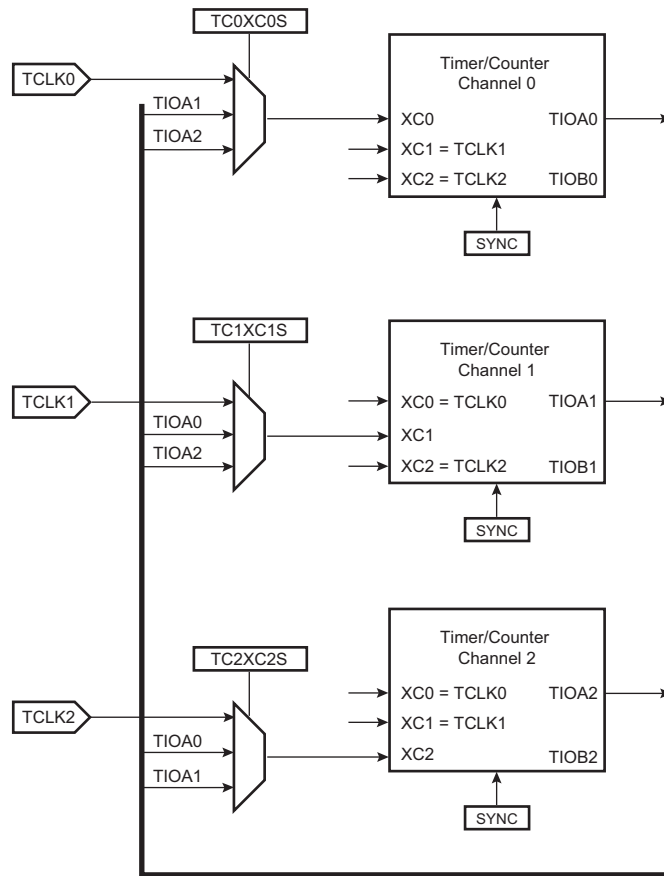 TC0XC0S
TCLK0
TIOA1
TIOA2
Timer/Counter
Channel 0
XC0
TIOA0
XC1 = TCLK1
XC2 = TCLK2
TIOB0
SYNC
TC1XC1S
TCLK1
TIOA0
TIOA2
Timer/Counter
Channel 1
XC0 = TCLK0
TIOA1
XC1
XC2 = TCLK2
TIOB1
SYNC
TC2XC2S
TCLK2
TIOA0
TIOA1
Timer/Counter
Channel 2
XC0 = TCLK0
TIOA2
XC1 = TCLK1
XC2
TIOB2
SYNC